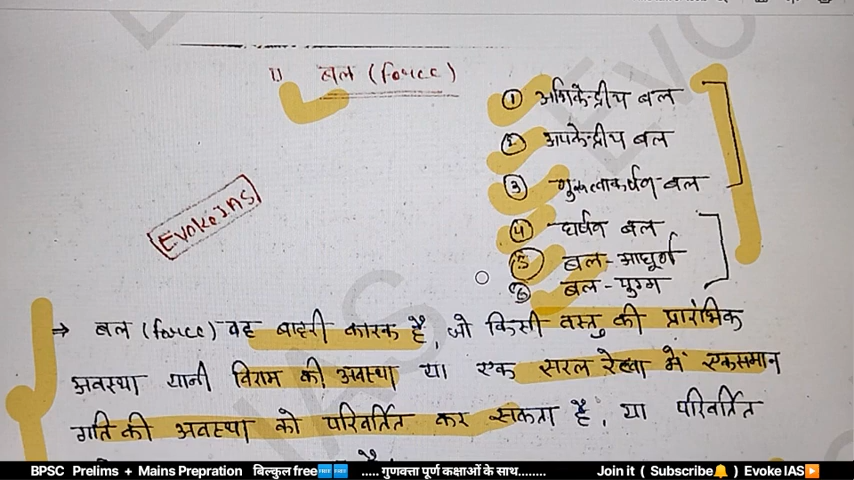 1) बल (force)
① अभिकेन्द्रीय बल
② अपकेन्द्रीय बल
③ गुरुत्वाकर्षण बल
④ घर्षण बल
⑤ बल-आघूर्ण
⑥ बल-युग्म
Evoke IAS
→ बल (force) वह बाहरी कारक है, जो किसी वस्तु की प्रारंभिक
अवस्था यानी विराम की अवस्था या एक सरल रेखा में एकसमान
गति की अवस्था को परिवर्तित कर सकता है, या परिवर्तित
BPSC Prelims + Mains Prepration बिल्कुल free ..... गुणवत्ता पूर्ण कक्षाओं के साथ........ Join it ( Subscribe🔔 ) Evoke IAS▶️